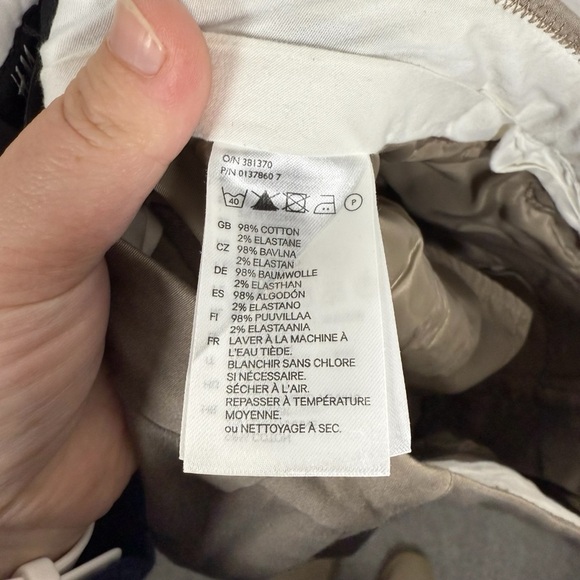 O/N 381370
P/N 0137860 7
40 P
GB 98% COTTON
2% ELASTANE
CZ 98% BAVLNA
2% ELASTAN
DE 98% BAUMWOLLE
2% ELASTHAN
ES 98% ALGODÓN
2% ELASTANO
FI 98% PUUVILLAA
2% ELASTAANIA
FR LAVER À LA MACHINE À
L'EAU TIÈDE.
BLANCHIR SANS CHLORE
SI NÉCESSAIRE.
SÉCHER À L'AIR.
REPASSER À TEMPÉRATURE
MOYENNE.
ou NETTOYAGE À SEC.